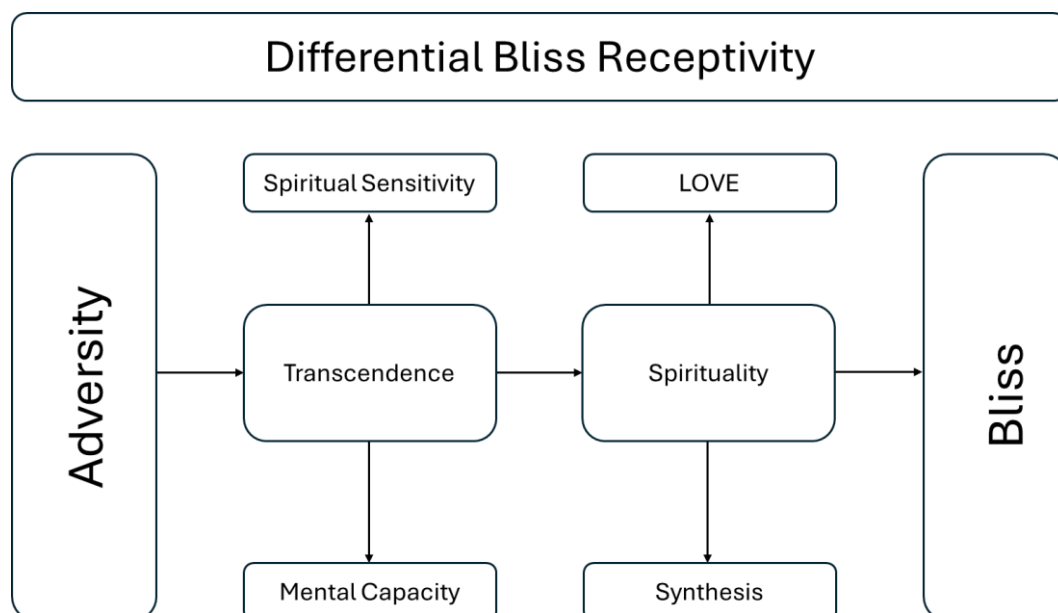 Differential Bliss Receptivity
Spiritual Sensitivity
LOVE
Adversity
Transcendence
Spirituality
Bliss
Mental Capacity
Synthesis